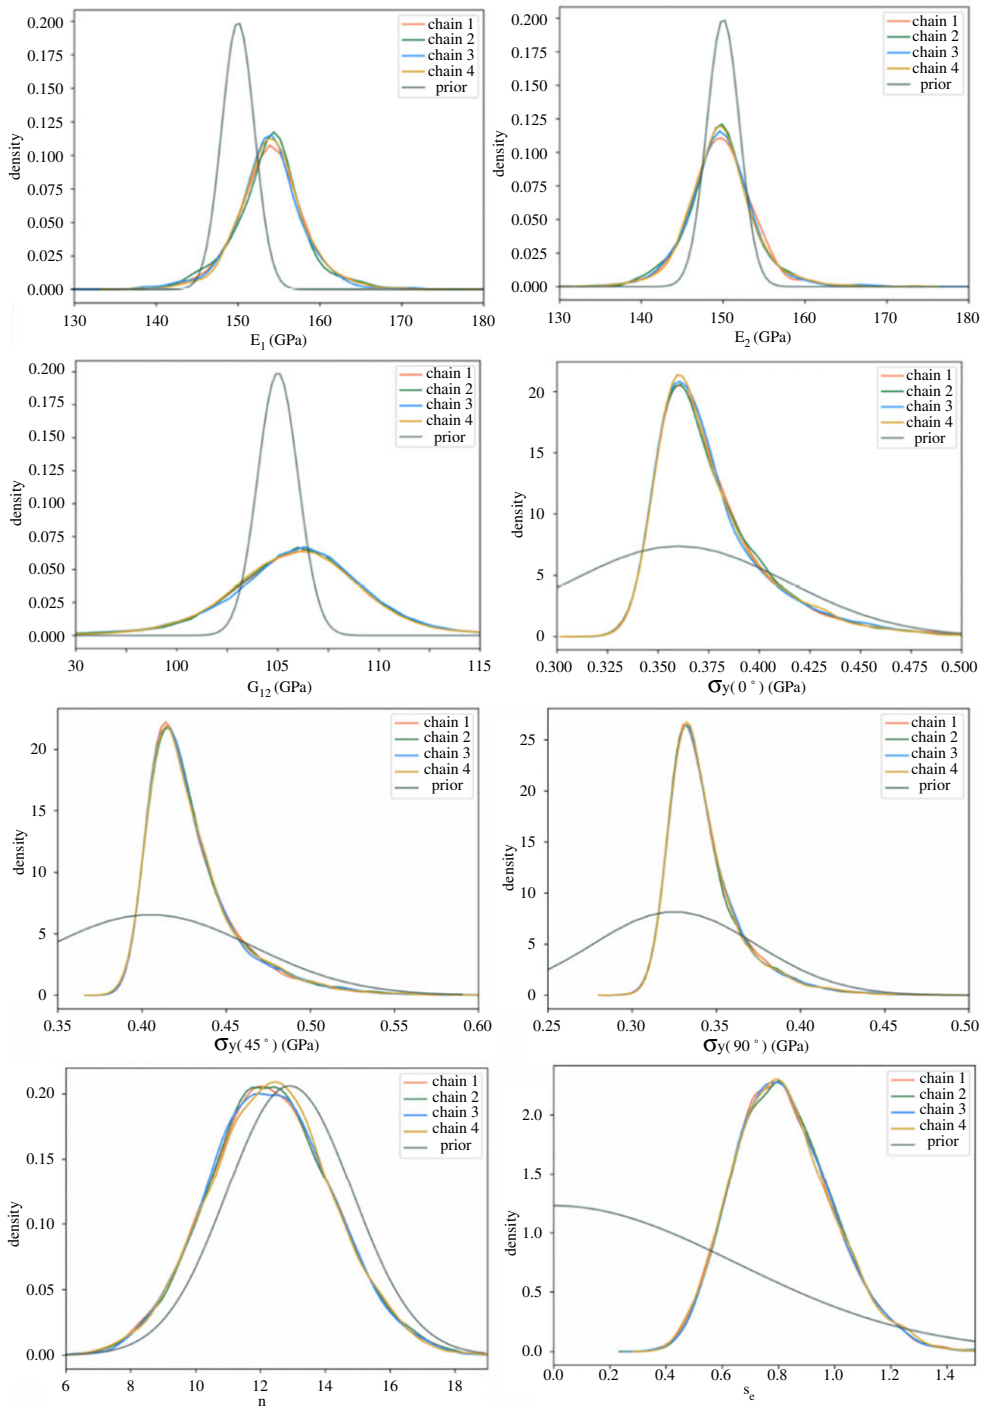 0.200
0.175
0.150
0.125
0.100
0.075
0.050
0.025
0.000
density
chain 1
chain 2
chain 3
chain 4
prior
130 140 150 160 170 180
E1 (GPa)
0.200
0.175
0.150
0.125
0.100
0.075
0.050
0.025
0.000
density
chain 1
chain 2
chain 3
chain 4
prior
130 140 150 160 170 180
E2 (GPa)
0.200
0.175
0.150
0.125
0.100
0.075
0.050
0.025
0.000
density
chain 1
chain 2
chain 3
chain 4
prior
30 100 105 110 115
G12 (GPa)
20
15
10
5
0
density
chain 1
chain 2
chain 3
chain 4
prior
0.300 0.325 0.350 0.375 0.400 0.425 0.450 0.475 0.500
σy(0°) (GPa)
20
15
10
5
0
density
chain 1
chain 2
chain 3
chain 4
prior
0.35 0.40 0.45 0.50 0.55 0.60
σy(45°) (GPa)
25
20
15
10
5
0
density
chain 1
chain 2
chain 3
chain 4
prior
0.25 0.30 0.35 0.40 0.45 0.50
σy(90°) (GPa)
0.20
0.15
0.10
0.05
0.00
density
chain 1
chain 2
chain 3
chain 4
prior
6 8 10 12 14 16 18
n
2.0
1.5
1.0
0.5
0.0
density
chain 1
chain 2
chain 3
chain 4
prior
0.0 0.2 0.4 0.6 0.8 1.0 1.2 1.4
se